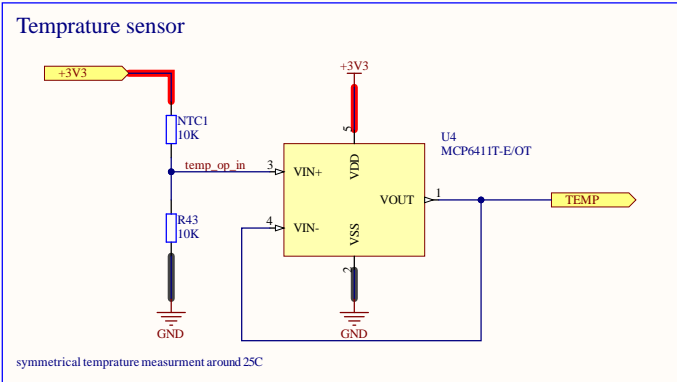 Temprature sensor
+3V3
+3V3
NTC1
10K
temp_op_in
3
VIN+
5
VDD
U4
MCP6411T-E/OT
VOUT
1
TEMP
R43
10K
4
VIN-
VSS
2
GND
GND
symmetrical temprature measurment around 25C